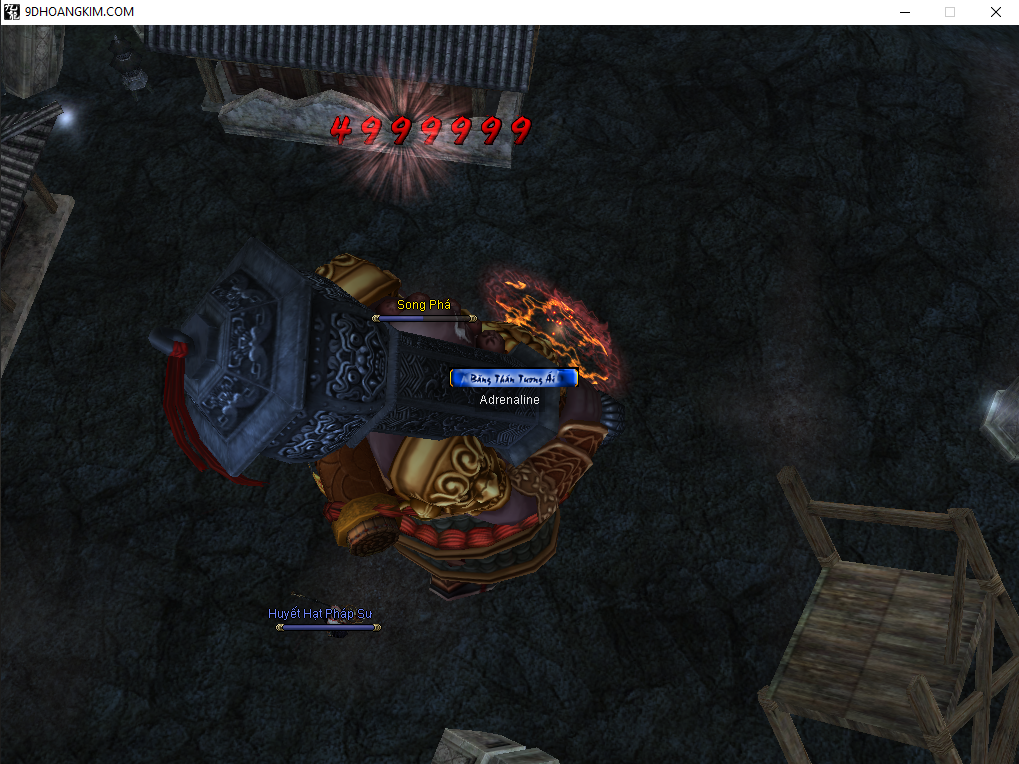 9DHOANGKIM.COM
4999999
Song Phá
Băng Thần Tương Ái
Adrenaline
Huyết Hạt Pháp Sư